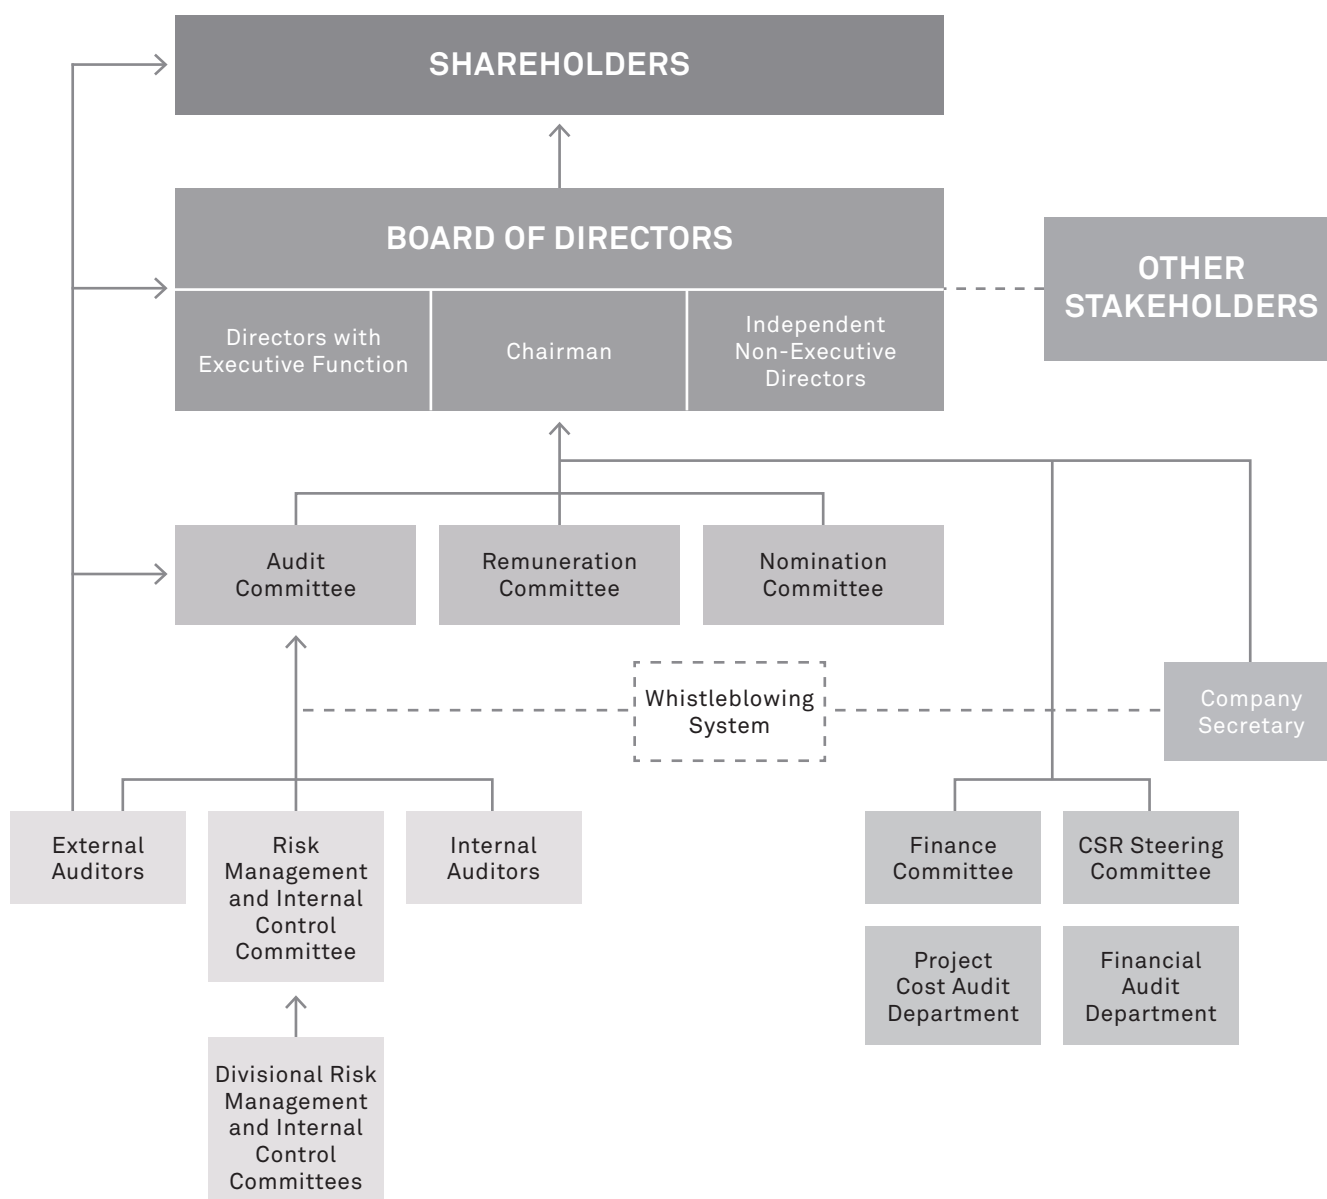 SHAREHOLDERS
BOARD OF DIRECTORS
OTHER
STAKEHOLDERS
Directors with
Executive Function
Chairman
Independent
Non-Executive
Directors
Audit
Committee
Remuneration
Committee
Nomination
Committee
Whistleblowing
System
Company
Secretary
External
Auditors
Risk
Management
and Internal
Control
Committee
Internal
Auditors
Finance
Committee
CSR Steering
Committee
Project
Cost Audit
Department
Financial
Audit
Department
Divisional Risk
Management
and Internal
Control
Committees